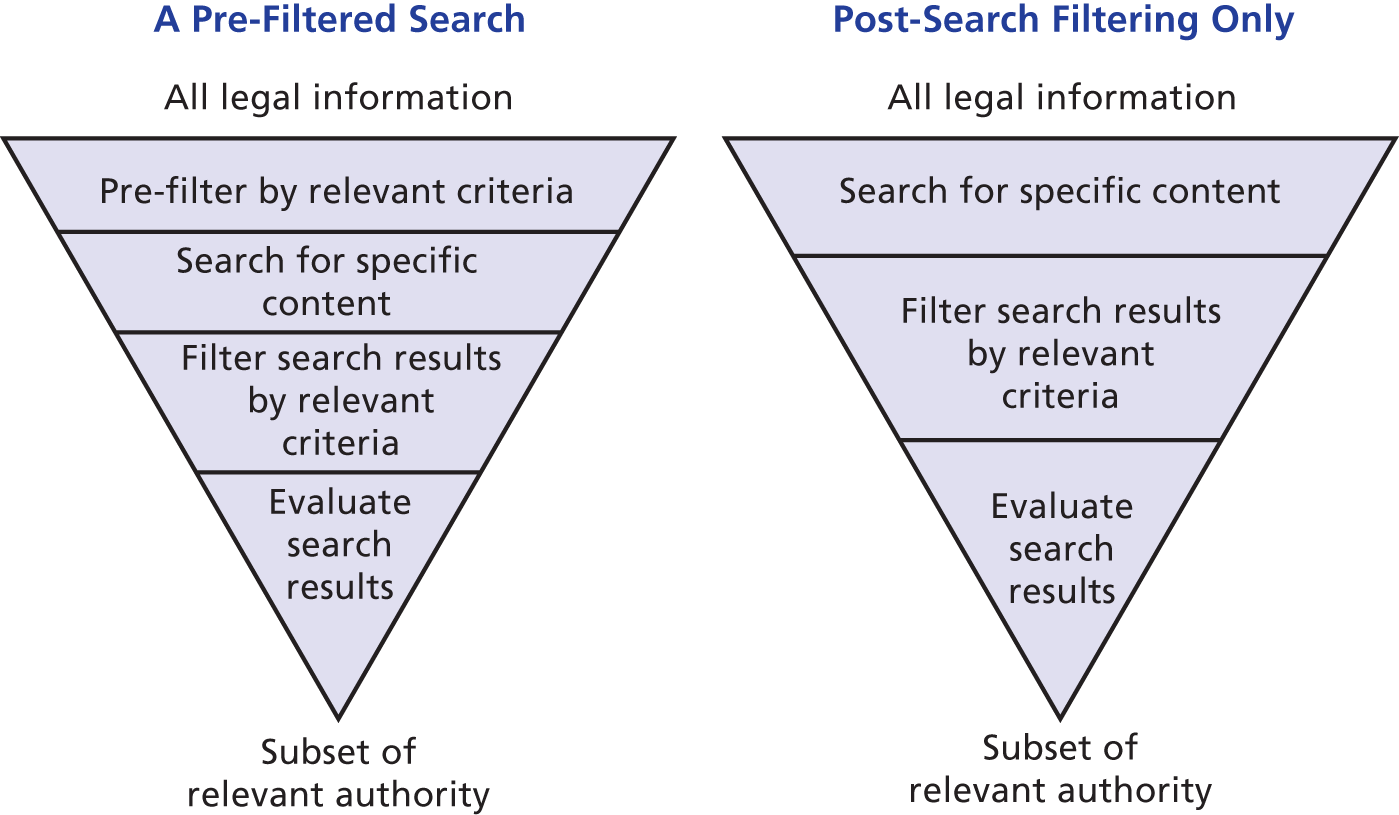 A Pre-Filtered Search
All legal information
Pre-filter by relevant criteria
Search for specific
content
Filter search results
by relevant
criteria
Evaluate
search
results
Subset of
relevant authority
Post-Search Filtering Only
All legal information
Search for specific content
Filter search results
by relevant
criteria
Evaluate
search
results
Subset of
relevant authority